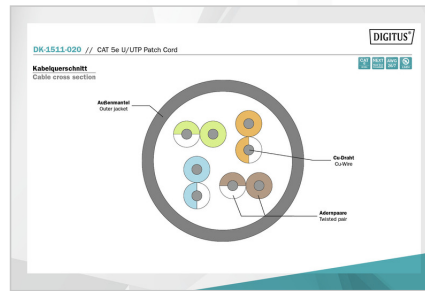 DIGITUS®
DK-1511-020 // CAT 5e U/UTP Patch Cord
Kabelquerschnitt
Cable cross section
Außenmantel
Outer jacket
Cu-Draht
Cu-Wire
Adernpaare
Twisted pair